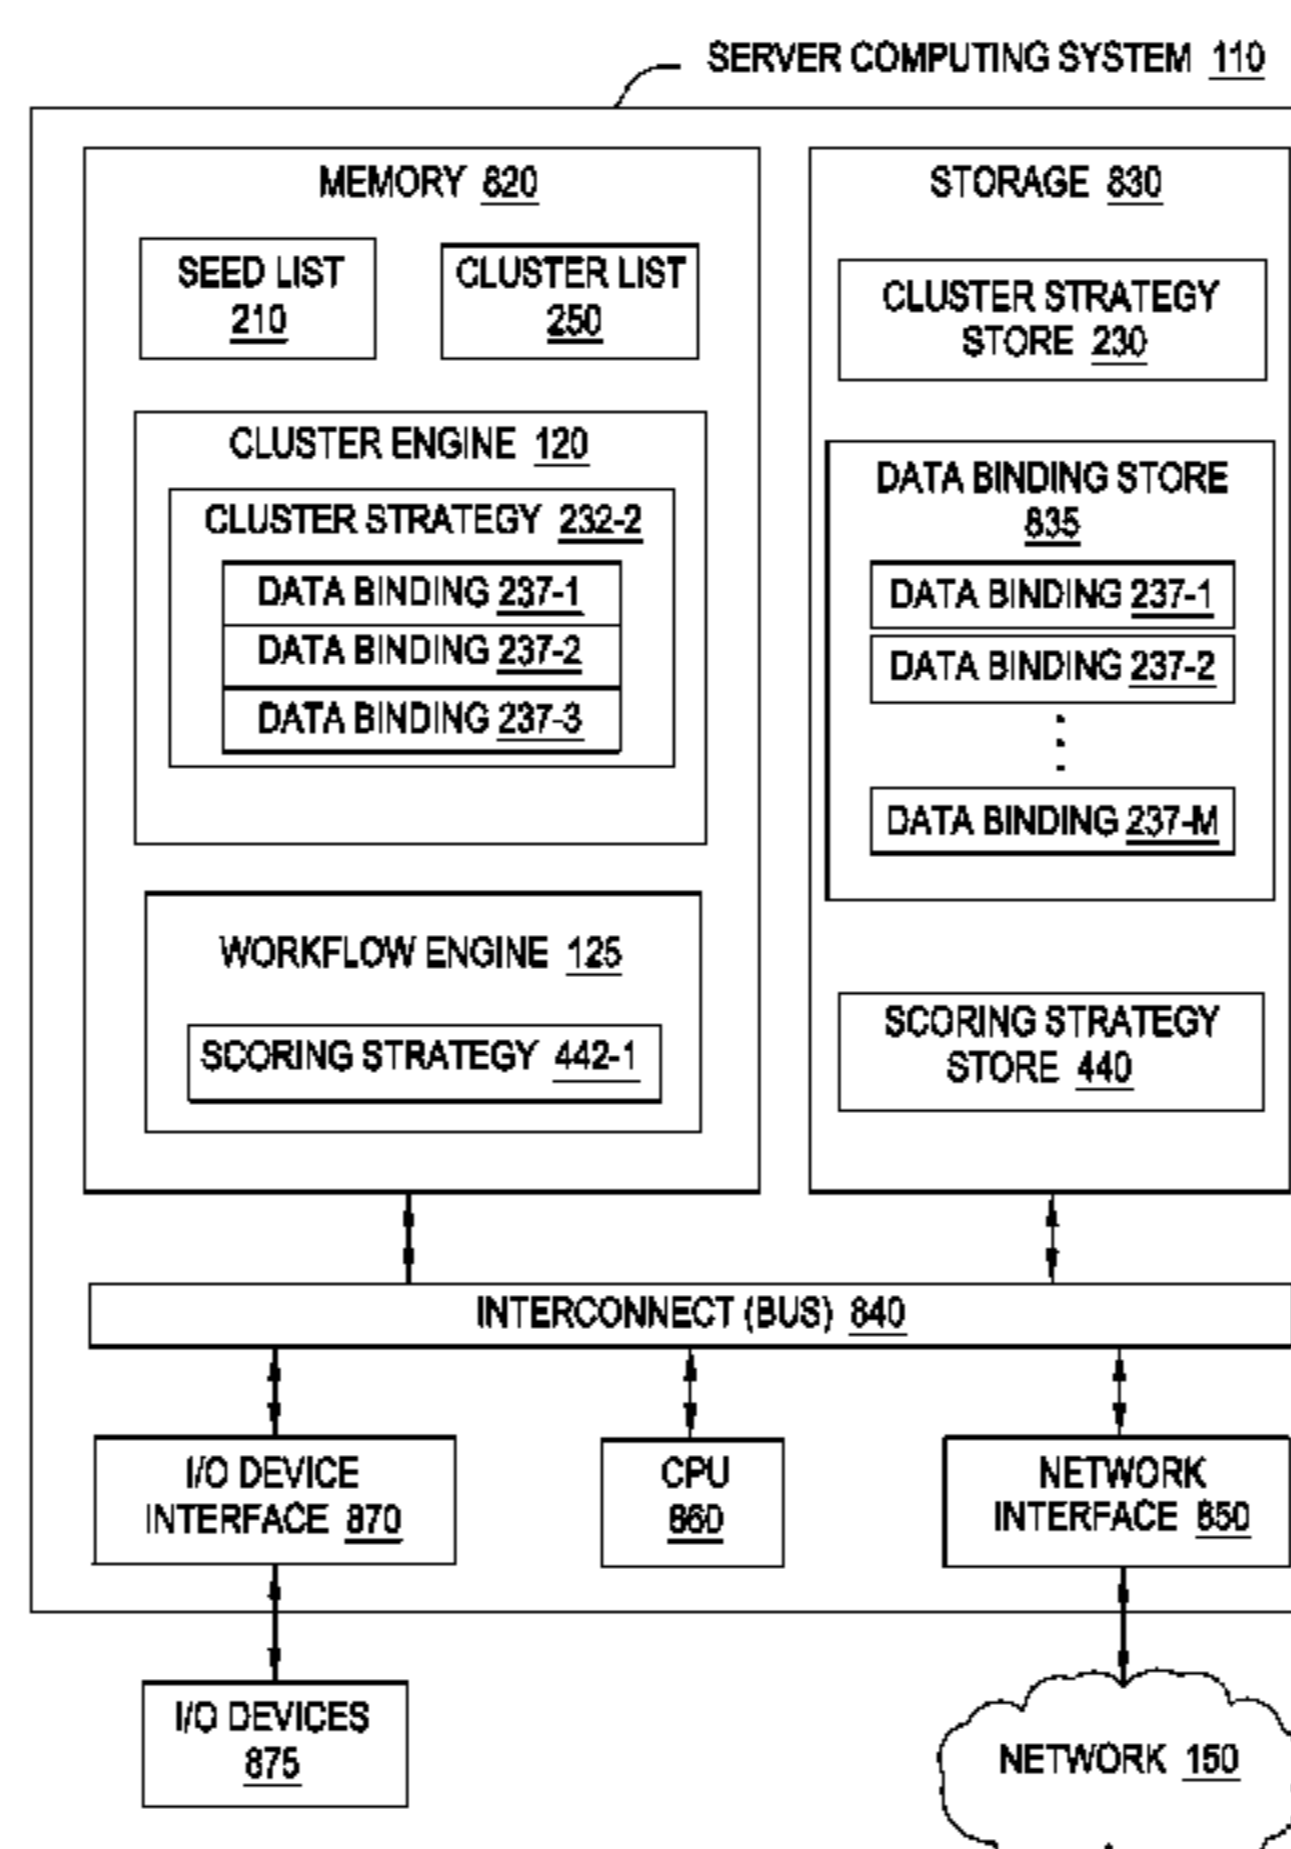 SERVER COMPUTING SYSTEM 110
MEMORY 820
SEED LIST
210
CLUSTER LIST
250
CLUSTER ENGINE 120
CLUSTER STRATEGY 232-2
DATA BINDING 237-1
DATA BINDING 237-2
DATA BINDING 237-3
WORKFLOW ENGINE 125
SCORING STRATEGY 442-1
STORAGE 830
CLUSTER STRATEGY
STORE 230
DATA BINDING STORE
835
DATA BINDING 237-1
DATA BINDING 237-2
DATA BINDING 237-M
SCORING STRATEGY
STORE 440
INTERCONNECT (BUS) 840
I/O DEVICE
INTERFACE 870
CPU
860
NETWORK
INTERFACE 850
I/O DEVICES
875
NETWORK 150